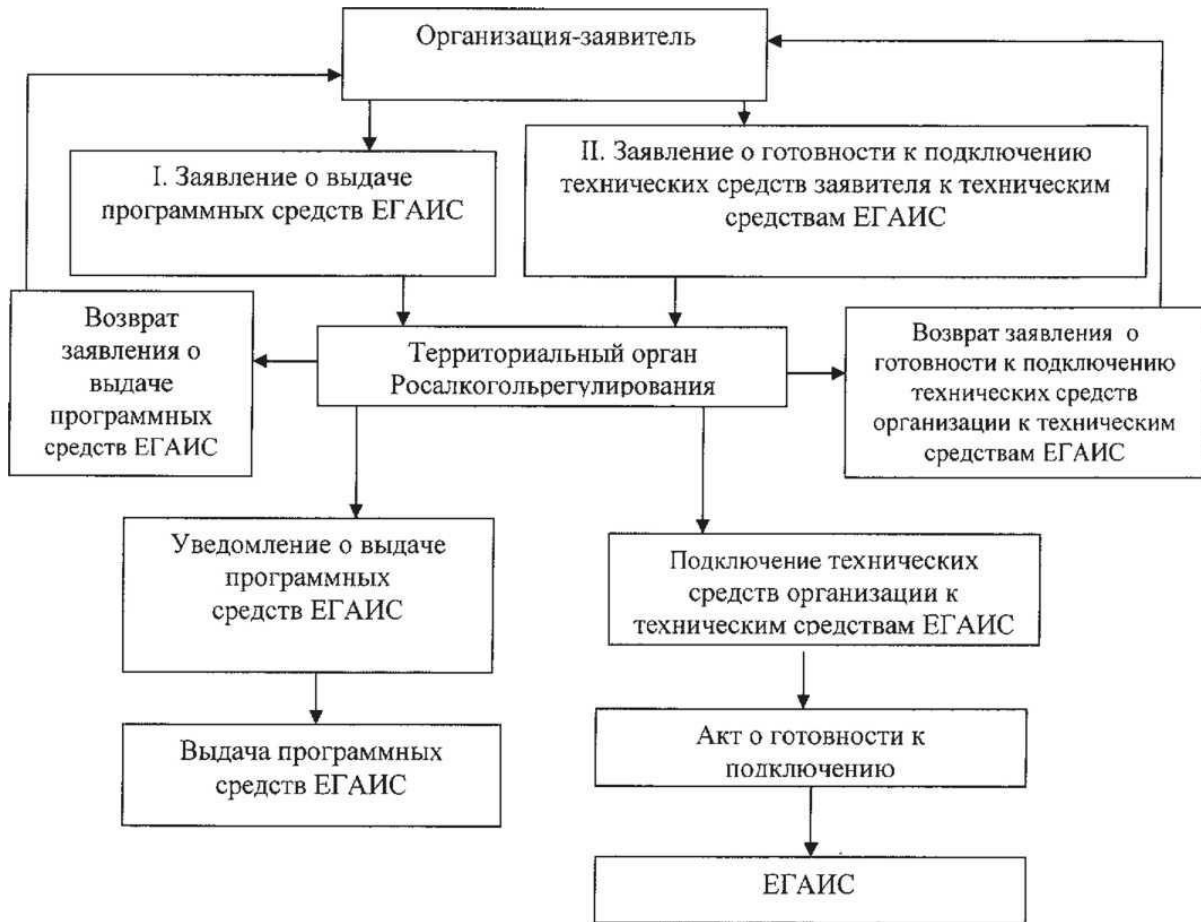 Организация-заявитель
I. Заявление о выдаче
программных средств ЕГАИС
II. Заявление о готовности к подключению
технических средств заявителя к техническим
средствам ЕГАИС
Возврат
заявления о
выдаче
программных
средств ЕГАИС
Территориальный орган
Росалкогольрегулирования
Возврат заявления о
готовности к подключению
технических средств
организации к техническим
средствам ЕГАИС
Уведомление о выдаче
программных
средств ЕГАИС
Подключение технических
средств организации к
техническим средствам ЕГАИС
Выдача программных
средств ЕГАИС
Акт о готовности к
подключению
ЕГАИС